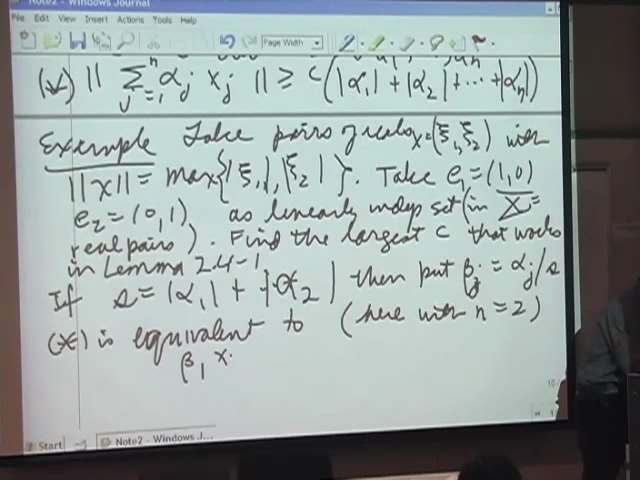 Note2 - Windows Journal
File Edit View Insert Actions Tools Help
Page Width
(*) || Σ_{j=1}^{n} α_j x_j || ≥ c(|α_1| + |α_2| + ... + |α_n|)
Example Take pairs of reals x=(ξ_1, ξ_2) with
||x|| = max{|ξ_1|, |ξ_2|}. Take e_1 = (1,0)
e_2 = (0,1) as linearly indep set (in X =
real pairs). Find the largest c that works
in Lemma 2.4-1
If s = |α_1| + |α_2| then put β_j = α_j/s
(*) is equivalent to (here with n=2)
β_1 x
10
Start Note2 - Windows J...